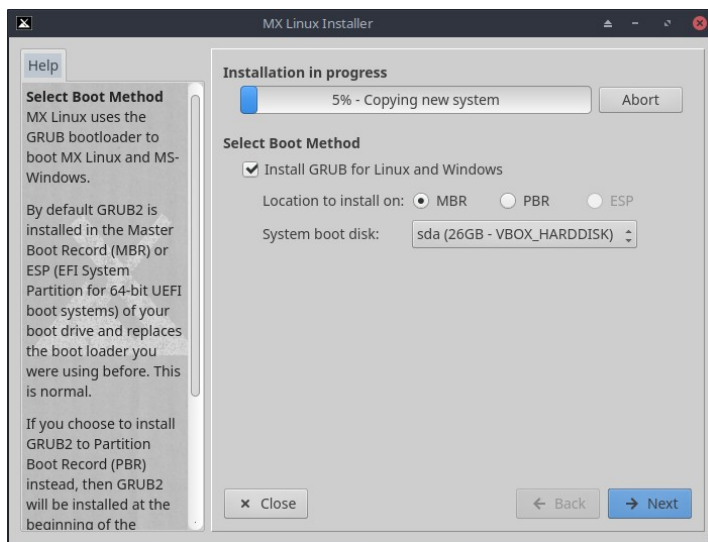 MX Linux Installer
Help
Select Boot Method
MX Linux uses the
GRUB bootloader to
boot MX Linux and MS-
Windows.
By default GRUB2 is
installed in the Master
Boot Record (MBR) or
ESP (EFI System
Partition for 64-bit UEFI
boot systems) of your
boot drive and replaces
the boot loader you
were using before. This
is normal.
If you choose to install
GRUB2 to Partition
Boot Record (PBR)
instead, then GRUB2
will be installed at the
beginning of the
Installation in progress
5% - Copying new system
Abort
Select Boot Method
Install GRUB for Linux and Windows
Location to install on: MBR PBR ESP
System boot disk: sda (26GB - VBOX_HARDDISK)
Close
Back
Next